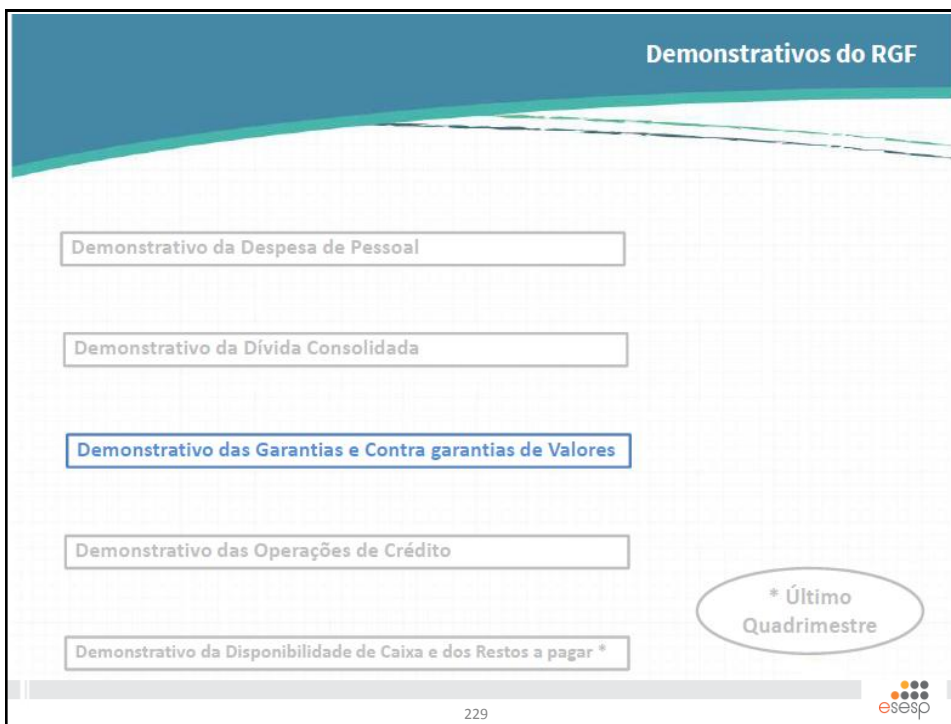 Demonstrativos do RGF
Demonstrativo da Despesa de Pessoal
Demonstrativo da Dívida Consolidada
Demonstrativo das Garantias e Contra garantias de Valores
Demonstrativo das Operações de Crédito
* Último
Quadrimestre
Demonstrativo da Disponibilidade de Caixa e dos Restos a pagar *
229
esesp